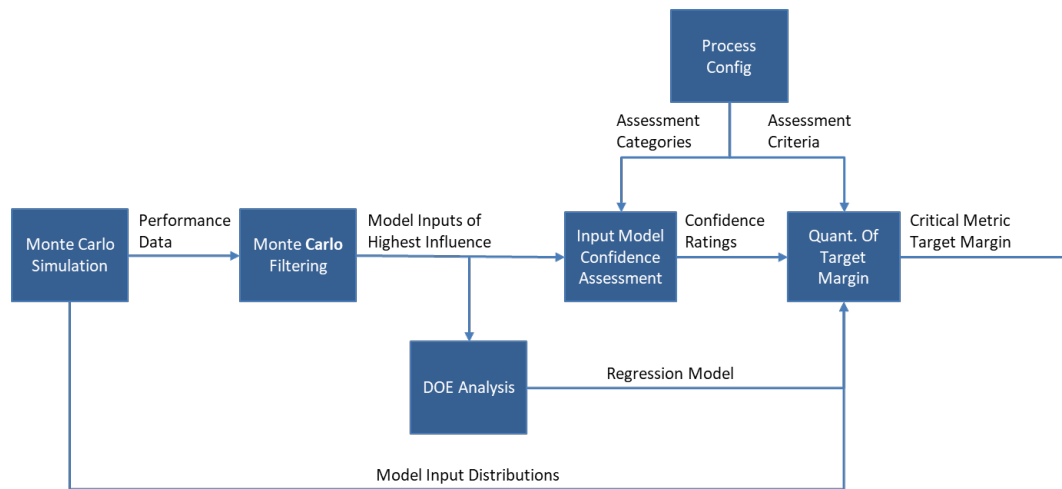 Process
Config
Assessment
Categories
Assessment
Criteria
Monte Carlo
Simulation
Performance
Data
Monte Carlo
Filtering
Model Inputs of
Highest Influence
Input Model
Confidence
Assessment
Confidence
Ratings
Quant. Of
Target
Margin
Critical Metric
Target Margin
DOE Analysis
Regression Model
Model Input Distributions